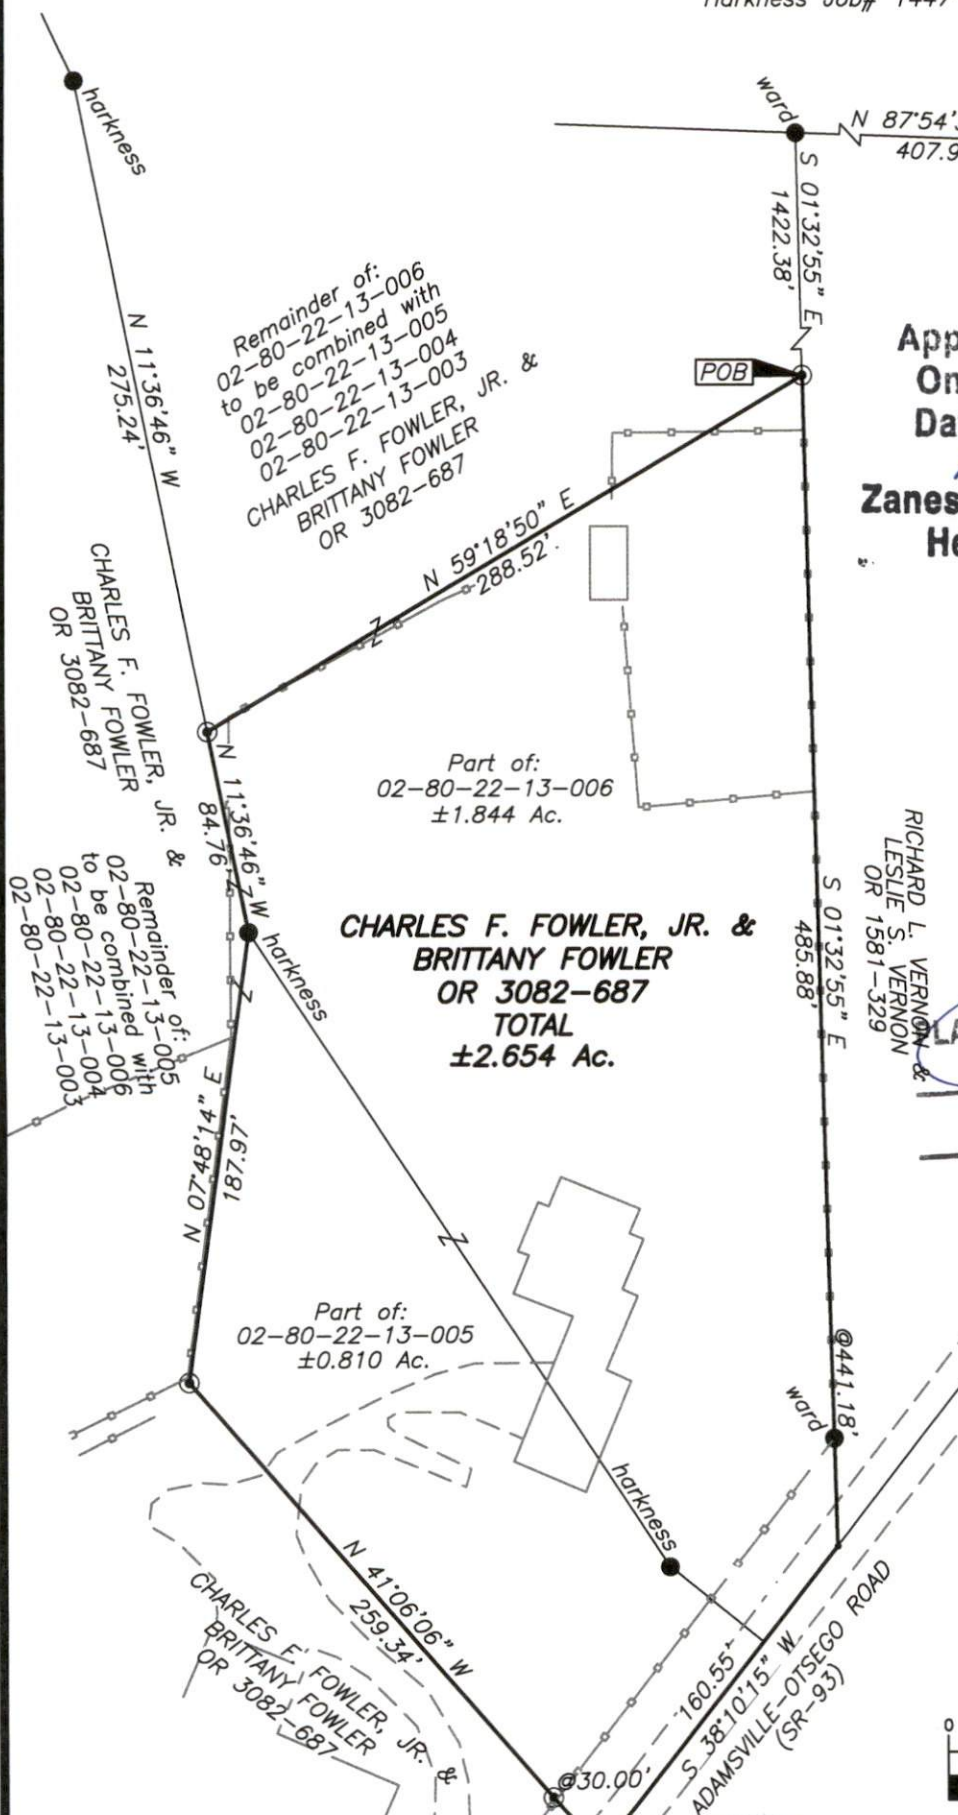 harkness
ward
N 87°54'
407.9
S 01°32'55" E
1422.38'
N 11°36'46" W
275.24'
Remainder of:
02-80-22-13-006
to be combined with
02-80-22-13-005
02-80-22-13-004
02-80-22-13-003
CHARLES F. FOWLER, JR. &
BRITTANY FOWLER
OR 3082-687
POB
App
On
Da
Zanes
He
N 59°18'50" E
288.52'
CHARLES F. FOWLER, JR. &
BRITTANY FOWLER
OR 3082-687
N 11°36'46" W
84.76'
Part of:
02-80-22-13-006
±1.844 Ac.
RICHARD L. VERNON &
LESLIE S. VERNON
OR 1581-329
S 01°32'55" E
485.88'
Remainder of:
02-80-22-13-005
to be combined with
02-80-22-13-006
02-80-22-13-004
02-80-22-13-003
harkness
CHARLES F. FOWLER, JR. &
BRITTANY FOWLER
OR 3082-687
TOTAL
±2.654 Ac.
LA
N 07°48'14" E
187.97'
Part of:
02-80-22-13-005
±0.810 Ac.
@441.18'
ward
harkness
N 41°06'06" W
259.34'
CHARLES F. FOWLER, JR. &
BRITTANY FOWLER
OR 3082-687
@30.00'
160.55'
S 38°10'15" W
ADAMSVILLE-OTSEGO ROAD
(SR-93)
0